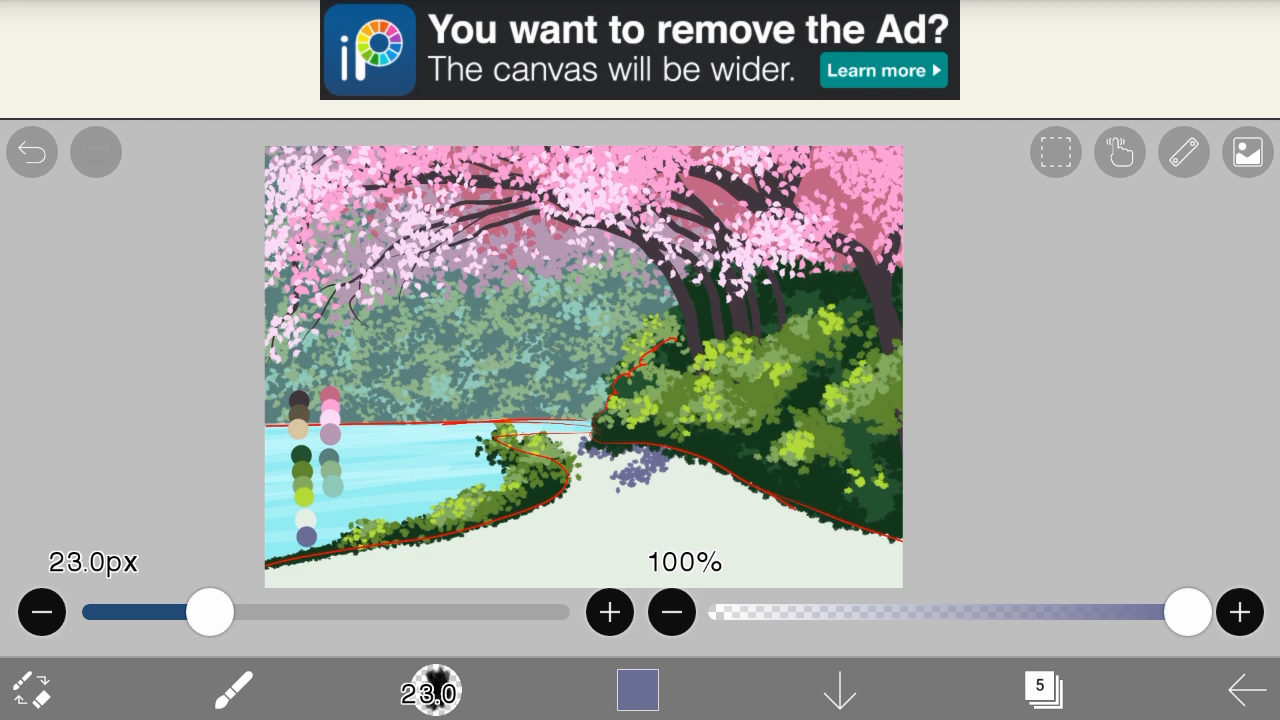 iP
You want to remove the Ad?
The canvas will be wider.
Learn more
23.0px
100%
23.0
5